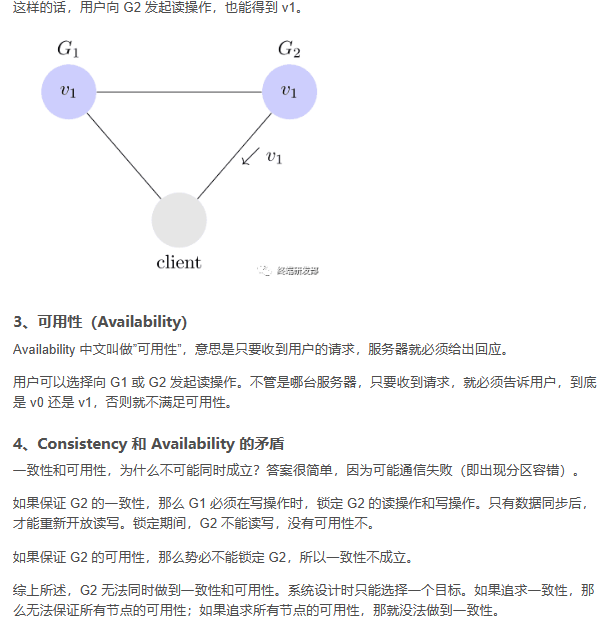 这样的话，用户向 G2 发起读操作，也能得到 v1。
G1 G2
v1 v1
v1
client
终端研发部
3、可用性（Availability）
Availability 中文叫做"可用性"，意思是只要收到用户的请求，服务器就必须给出回应。
用户可以选择向 G1 或 G2 发起读操作。不管是哪台服务器，只要收到请求，就必须告诉用户，到底
是 v0 还是 v1，否则就不满足可用性。
4、Consistency 和 Availability 的矛盾
一致性和可用性，为什么不可能同时成立？答案很简单，因为可能通信失败（即出现分区容错）。
如果保证 G2 的一致性，那么 G1 必须在写操作时，锁定 G2 的读操作和写操作。只有数据同步后，
才能重新开放读写。锁定期间，G2 不能读写，没有可用性不。
如果保证 G2 的可用性，那么势必不能锁定 G2，所以一致性不成立。
综上所述，G2 无法同时做到一致性和可用性。系统设计时只能选择一个目标。如果追求一致性，那
么无法保证所有节点的可用性；如果追求所有节点的可用性，那就没法做到一致性。